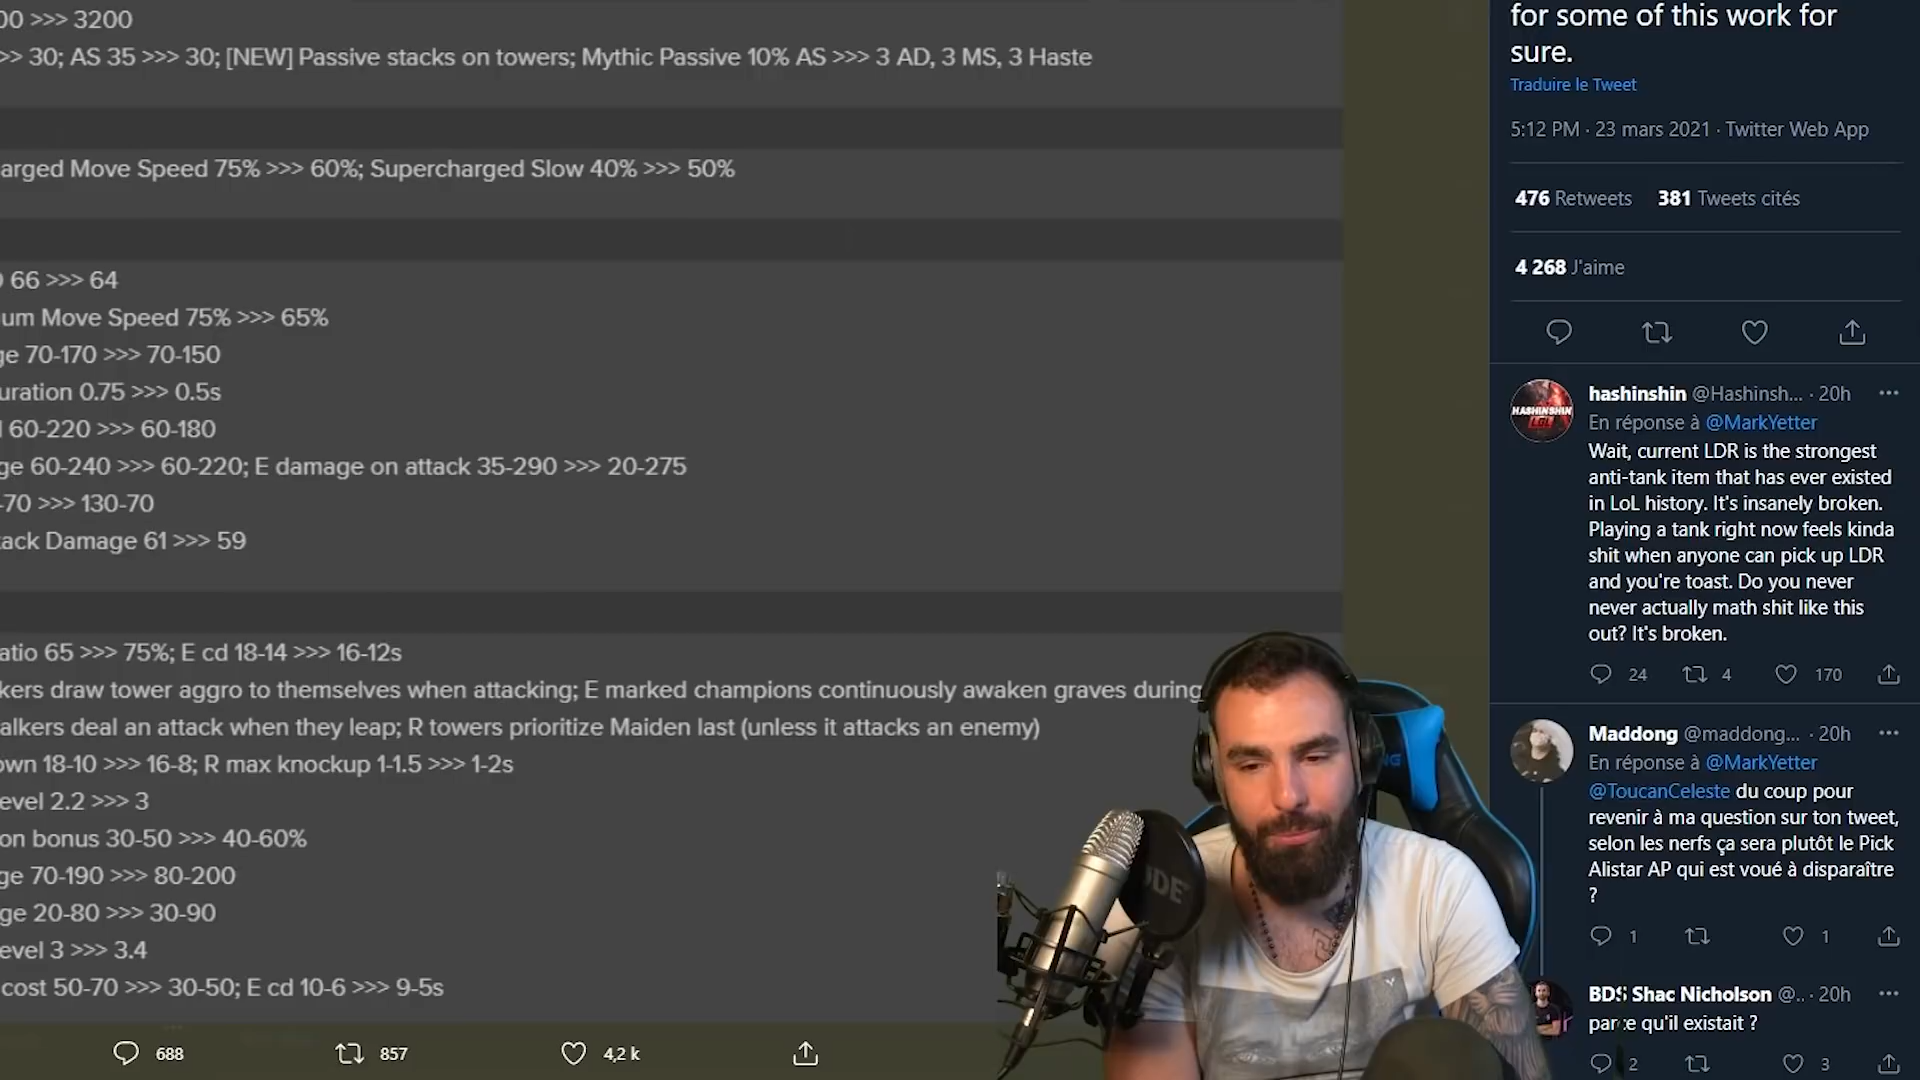 00 >>> 3200
>> 30; AS 35 >>> 30; [NEW] Passive stacks on towers; Mythic Passive 10% AS >>> 3 AD, 3 MS, 3 Haste
arged Move Speed 75% >>> 60%; Supercharged Slow 40% >>> 50%
66 >>> 64
um Move Speed 75% >>> 65%
ge 70-170 >>> 70-150
uration 0.75 >>> 0.5s
60-220 >>> 60-180
ge 60-240 >>> 60-220; E damage on attack 35-290 >>> 20-275
-70 >>> 130-70
ack Damage 61 >>> 59
atio 65 >>> 75%; E cd 18-14 >>> 16-12s
kers draw tower aggro to themselves when attacking; E marked champions continuously awaken graves during
alkers deal an attack when they leap; R towers prioritize Maiden last (unless it attacks an enemy)
own 18-10 >>> 16-8; R max knockup 1-1.5 >>> 1-2s
evel 2.2 >>> 3
on bonus 30-50 >>> 40-60%
ge 70-190 >>> 80-200
ge 20-80 >>> 30-90
evel 3 >>> 3.4
cost 50-70 >>> 30-50; E cd 10-6 >>> 9-5s
688 857 4,2 k
for some of this work for
sure.
Traduire le Tweet
5:12 PM · 23 mars 2021 · Twitter Web App
476 Retweets 381 Tweets cités
4 268 J'aime
HASHINSHIN
LOL
hashinshin @Hashinsh... · 20h
En réponse à @MarkYetter
Wait, current LDR is the strongest
anti-tank item that has ever existed
in LoL history. It's insanely broken.
Playing a tank right now feels kinda
shit when anyone can pick up LDR
and you're toast. Do you never
never actually math shit like this
out? It's broken.
24 4 170
Maddong @maddong... · 20h
En réponse à @MarkYetter
@ToucanCeleste du coup pour
revenir à ma question sur ton tweet,
selon les nerfs ça sera plutôt le Pick
Alistar AP qui est voué à disparaître
?
1 1
BDS Shac Nicholson @.. · 20h
parce qu'il existait ?
2 3